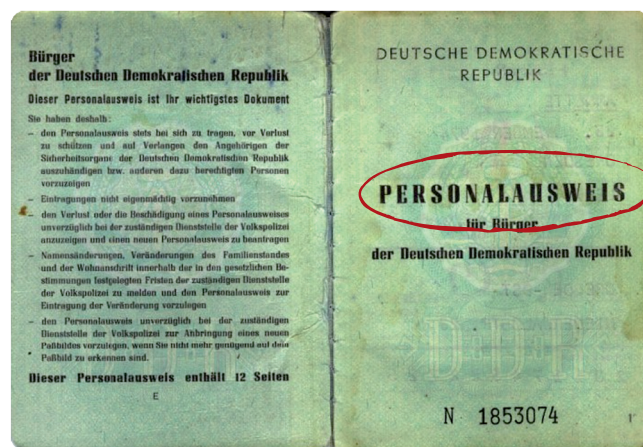 Bürger
der Deutschen Demokratischen Republik
Dieser Personalausweis ist Ihr wichtigstes Dokument
Sie haben deshalb:
– den Personalausweis stets bei sich zu tragen, vor Verlust
zu schützen und auf Verlangen den Angehörigen der
Sicherheitsorgane der Deutschen Demokratischen Republik
auszuhändigen bzw. anderen dazu berechtigten Personen
vorzuzeigen
– Eintragungen nicht eigenmächtig vorzunehmen
– den Verlust oder die Beschädigung eines Personalausweises
unverzüglich bei der zuständigen Dienststelle der Volkspolizei
anzuzeigen und einen neuen Personalausweis zu beantragen
– Namensänderungen, Veränderungen des Familienstandes
und der Wohnanschrift innerhalb der in den gesetzlichen Be-
stimmungen festgelegten Fristen der zuständigen Dienststelle
der Volkspolizei zu melden und den Personalausweis zur
Eintragung der Veränderung vorzulegen
– den Personalausweis unverzüglich bei der zuständigen
Dienststelle der Volkspolizei zur Anbringung eines neuen
Paßbildes vorzulegen, wenn Sie nicht mehr genügend auf dem
Paßbild zu erkennen sind.
Dieser Personalausweis enthält 12 Seiten
E
DEUTSCHE DEMOKRATISCHE
REPUBLIK
PERSONALAUSWEIS
für Bürger
der Deutschen Demokratischen Republik
DDR
N 1853074